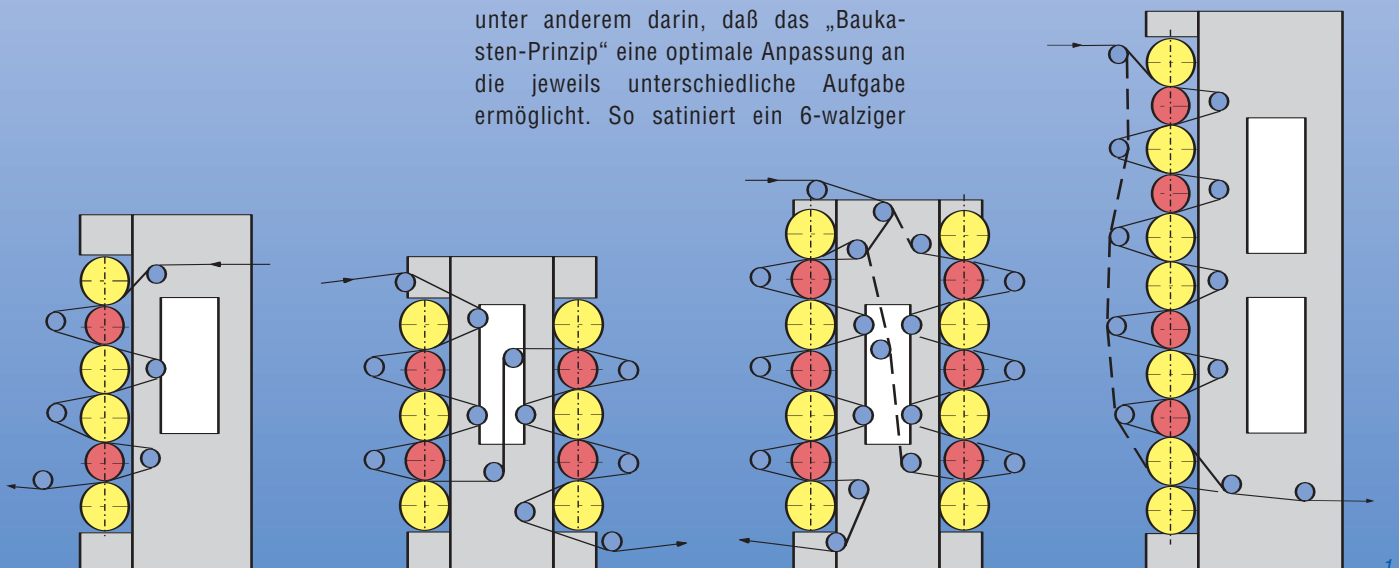 unter anderem darin, daß das „Bauka-
sten-Prinzip“ eine optimale Anpassung an
die jeweils unterschiedliche Aufgabe
ermöglicht. So satiniert ein 6-walziger
1